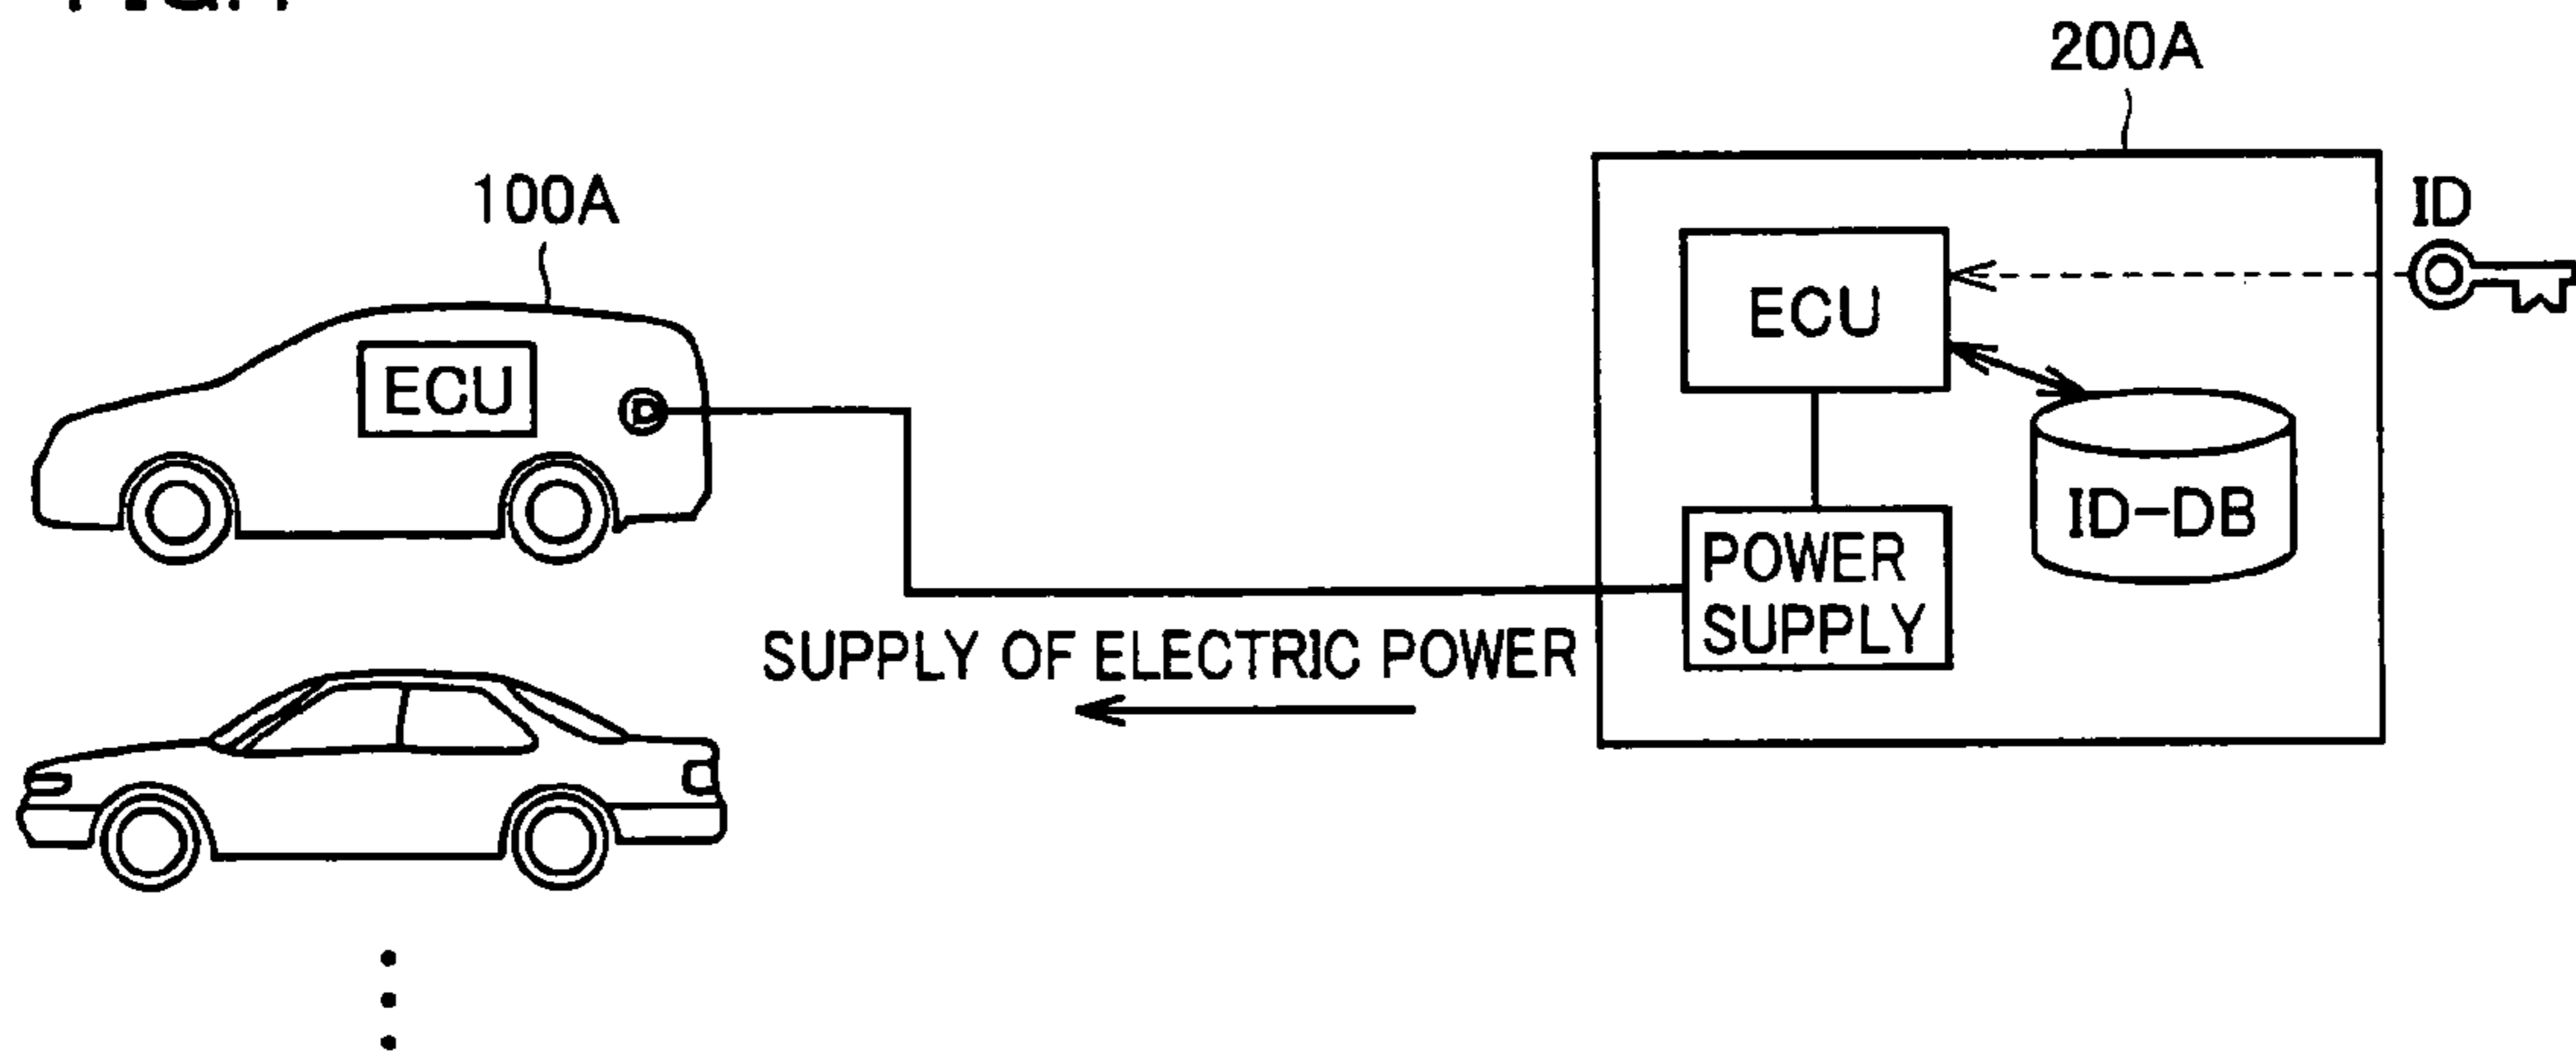 200A
100A
ID
ECU
ECU
ID-DB
POWER
SUPPLY
SUPPLY OF ELECTRIC POWER